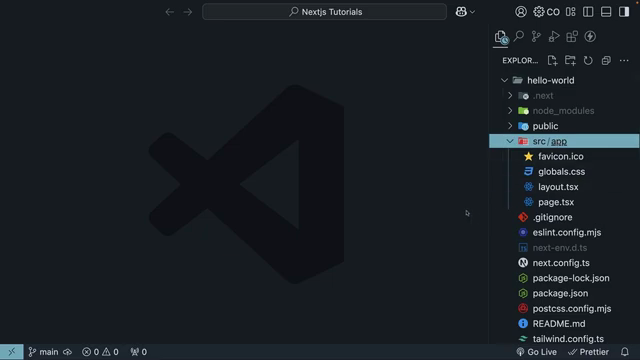 Nextjs Tutorials
CO
EXPLOR...
hello-world
.next
node_modules
public
src/app
favicon.ico
globals.css
layout.tsx
page.tsx
.gitignore
eslint.config.mjs
next-env.d.ts
next.config.ts
package-lock.json
package.json
postcss.config.mjs
README.md
tailwind.config.ts
main
0 0
0
Go Live
Prettier